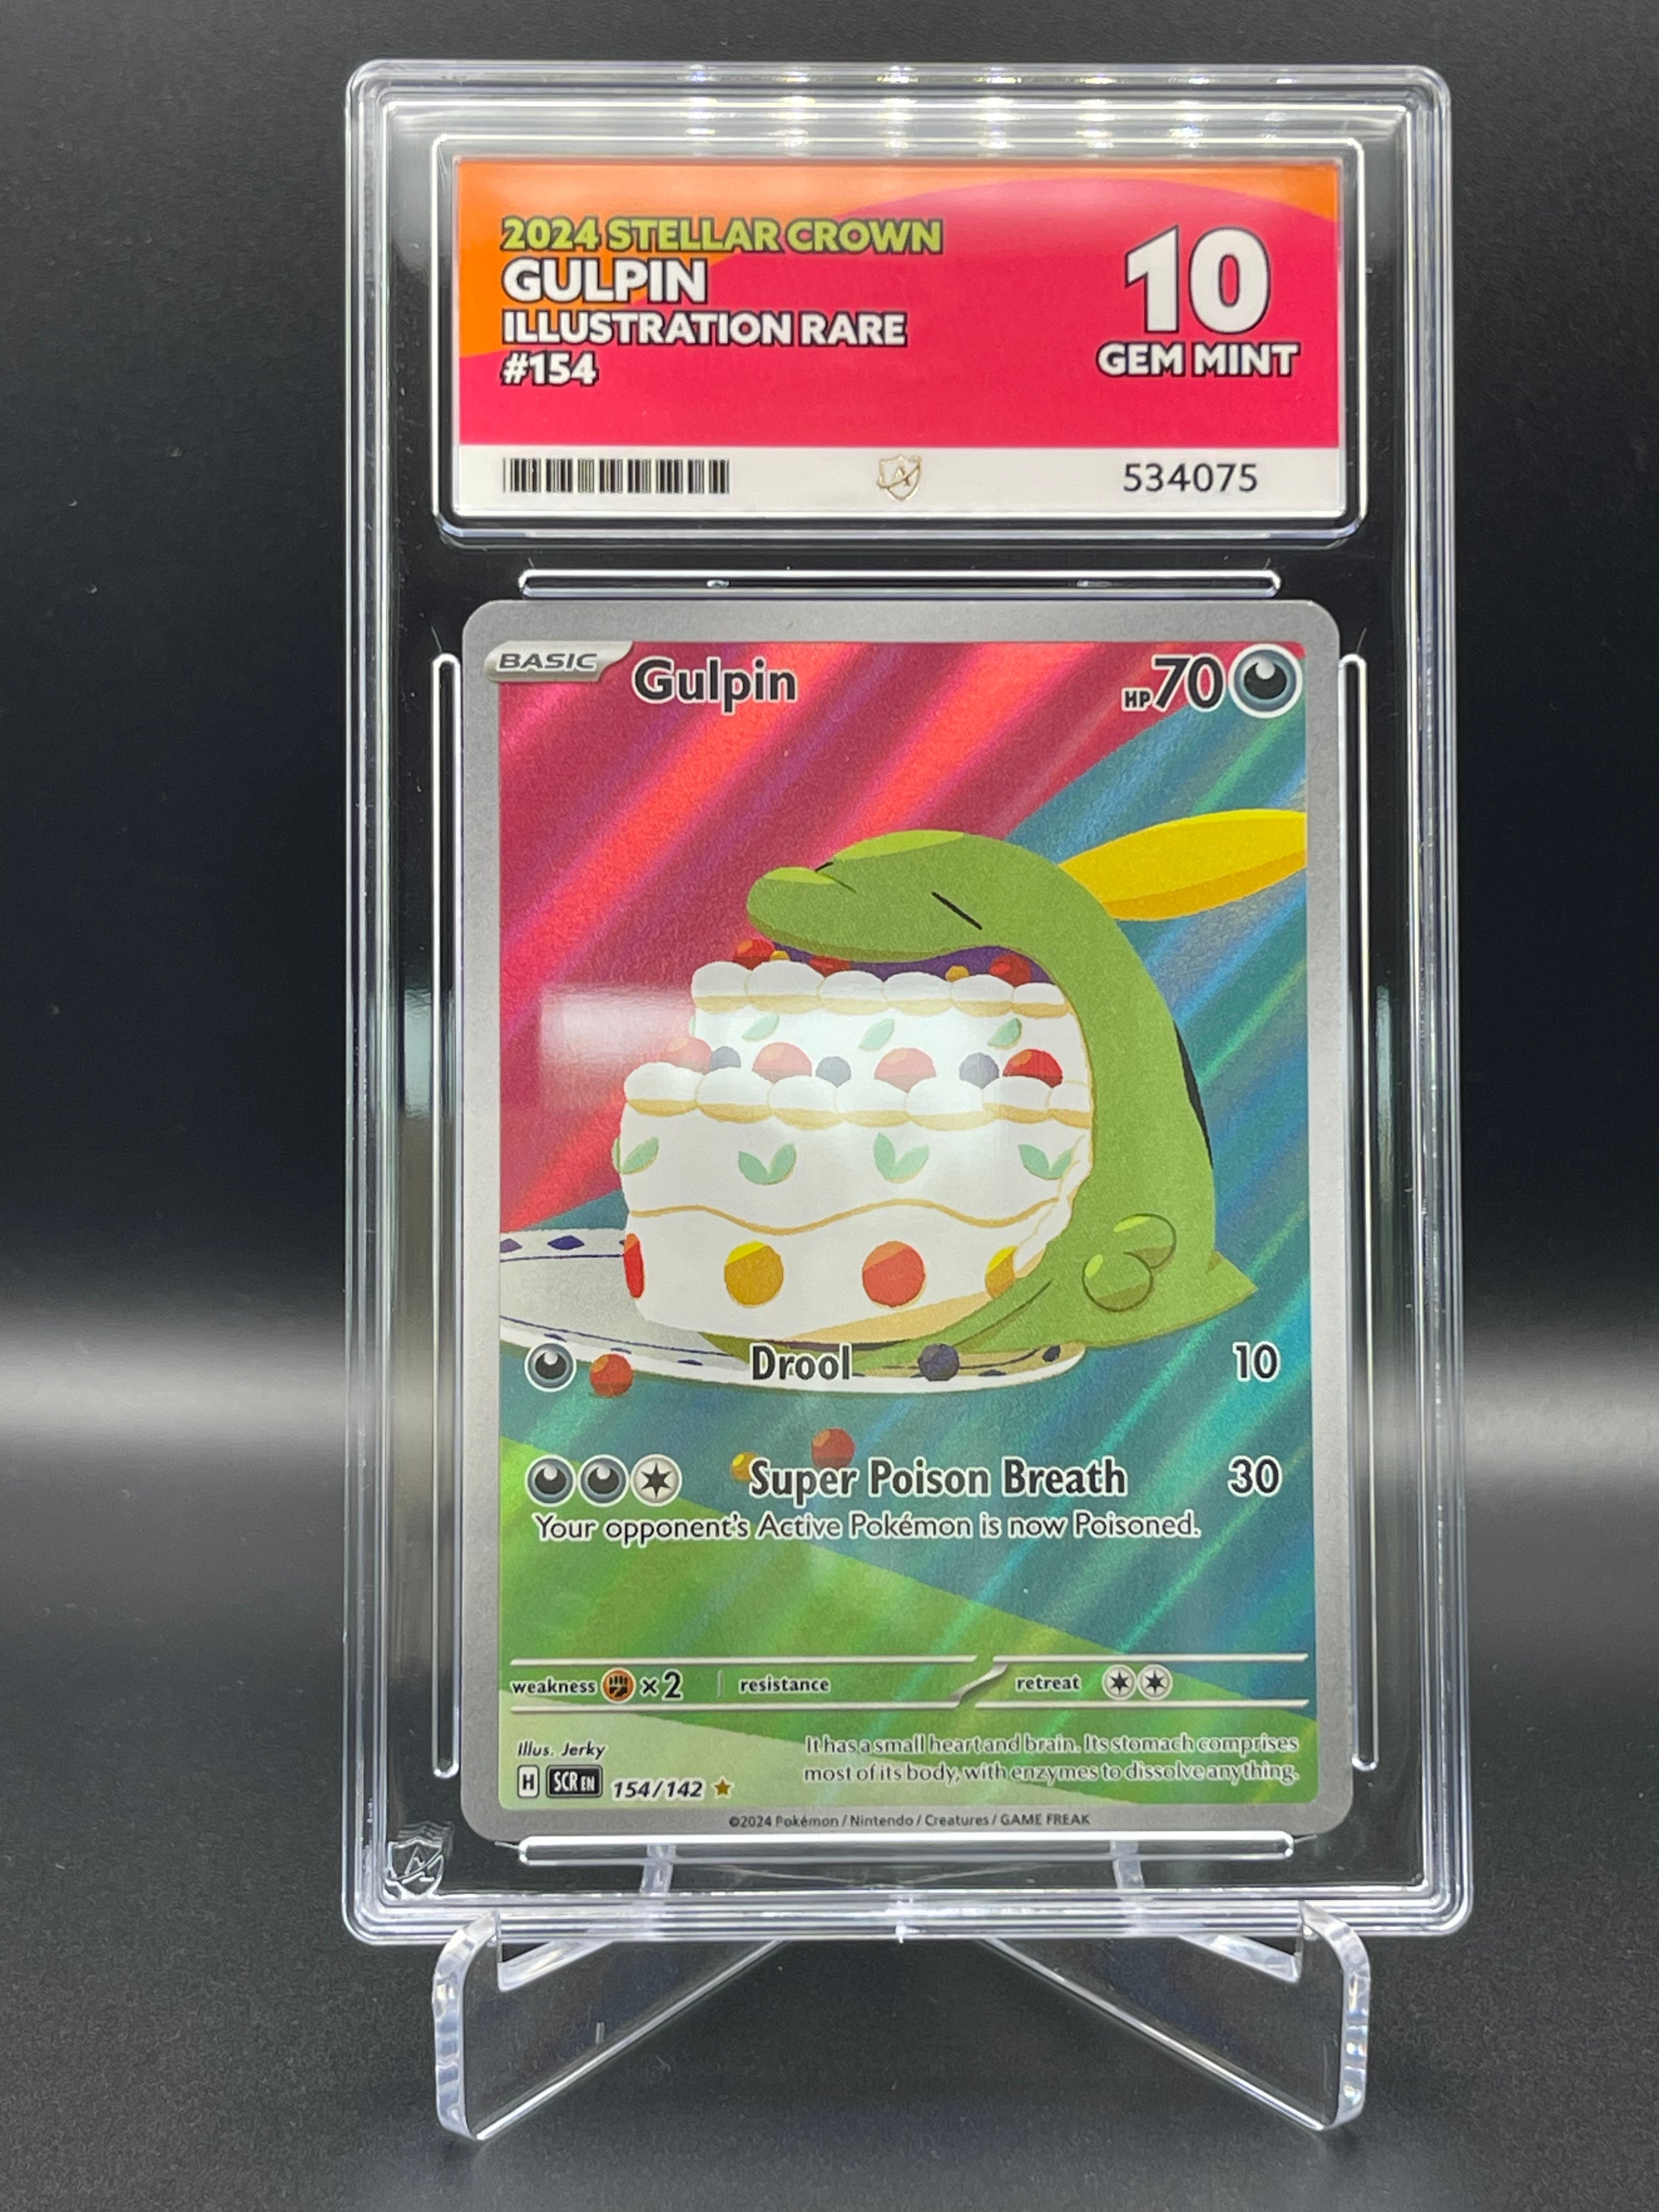 2024 STELLAR CROWN
GULPIN
ILLUSTRATION RARE
#154
10
GEM MINT
534075
BASIC Gulpin HP70
Drool 10
Super Poison Breath 30
Your opponent's Active Pokémon is now Poisoned.
weakness ×2 resistance retreat
Illus. Jerky
It has a small heart and brain. Its stomach comprises
most of its body, with enzymes to dissolve anything.
H SCR EN 154/142
©2024 Pokémon / Nintendo / Creatures / GAME FREAK